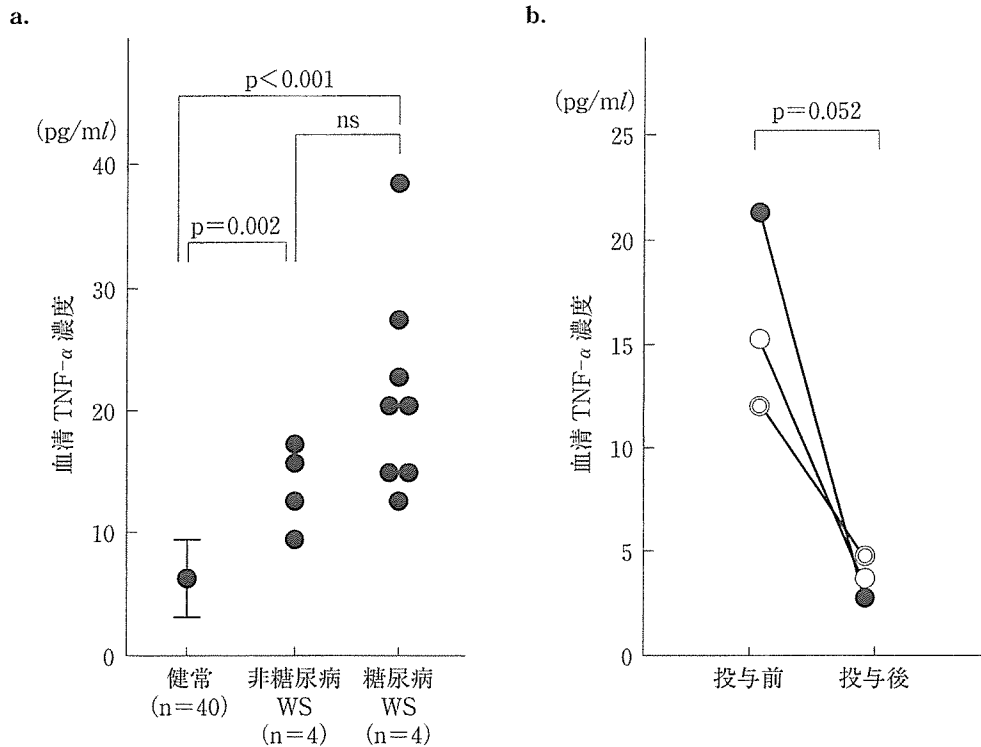 a.
p<0.001
(pg/ml)
ns
40
p=0.002
30
血清 TNF-α 濃度
20
10
0
健常
(n=40)
非糖尿病
WS
(n=4)
糖尿病
WS
(n=4)
b.
(pg/ml)
p=0.052
25
20
15
血清 TNF-α 濃度
10
5
0
投与前
投与後